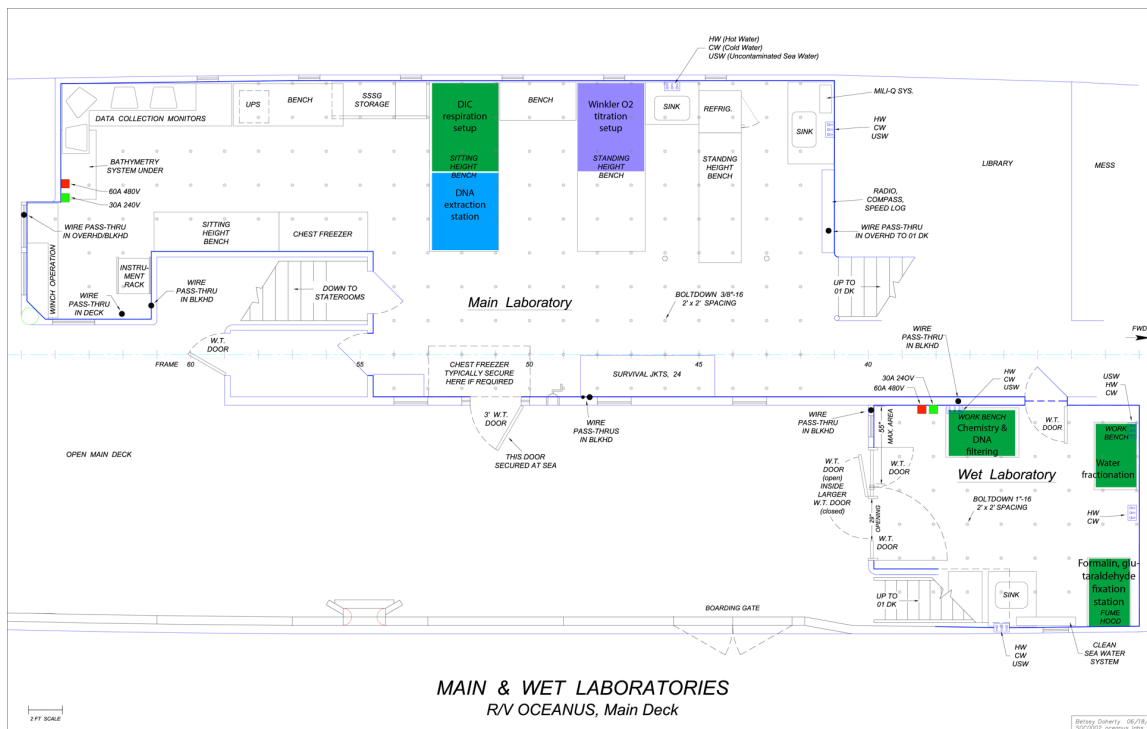 HW (Hot Water)
CW (Cold Water)
USW (Uncontaminated Sea Water)
DATA COLLECTION MONITORS
UPS
BENCH
SSSG
STORAGE
DIC
respiration
setup
SITTING
HEIGHT
BENCH
DNA
extraction
station
BENCH
Winkler O2
titration
setup
STANDING
HEIGHT
BENCH
SINK
REFRIG.
STANDNG
HEIGHT
BENCH
SINK
MILI-Q SYS.
HW
CW
USW
LIBRARY
MESS
BATHYMETRY
SYSTEM UNDER
60A 480V
30A 240V
WIRE PASS-THRU
IN OVERHD/BLKHD
WINCH OPERATION
SITTING
HEIGHT
BENCH
CHEST FREEZER
INSTRU-
MENT
RACK
WIRE
PASS-THRU
IN DECK
WIRE
PASS-THRU
IN BLKHD
DOWN TO
STATEROOMS
Main Laboratory
BOLTDOWN 3/8"-16
2' x 2' SPACING
RADIO,
COMPASS,
SPEED LOG
WIRE PASS-THRU
IN OVERHD TO 01 DK
UP TO
01 DK
FWD
W.T.
DOOR
FRAME
60
55
50
45
40
CHEST FREEZER
TYPICALLY SECURE
HERE IF REQUIRED
SURVIVAL JKTS, 24
3' W.T.
DOOR
THIS DOOR
SECURED AT SEA
WIRE
PASS-THRUS
IN BLKHD
OPEN MAIN DECK
WIRE
PASS-THRU
IN BLKHD
30A 24OV
60A 480V
HW
CW
USW
USW
HW
CW
WIRE
PASS-THRU
IN BLKHD
55"
MAX. AREA
WORK BENCH
Chemistry &
DNA
filtering
W.T.
DOOR
WORK
BENCH
Water
fractionation
W.T.
DOOR
(open)
INSIDE
LARGER
W.T. DOOR
(closed)
W.T.
DOOR
29"
OPENING
W.T.
DOOR
Wet Laboratory
BOLTDOWN 1"-16
2' x 2' SPACING
HW
CW
Formalin, glu-
taraldehyde
fixation
station
FUME
HOOD
UP TO
01 DK
SINK
BOARDING GATE
HW
CW
USW
CLEAN
SEA WATER
SYSTEM
MAIN & WET LABORATORIES
R/V OCEANUS, Main Deck
2 FT SCALE
Betsey Doherty